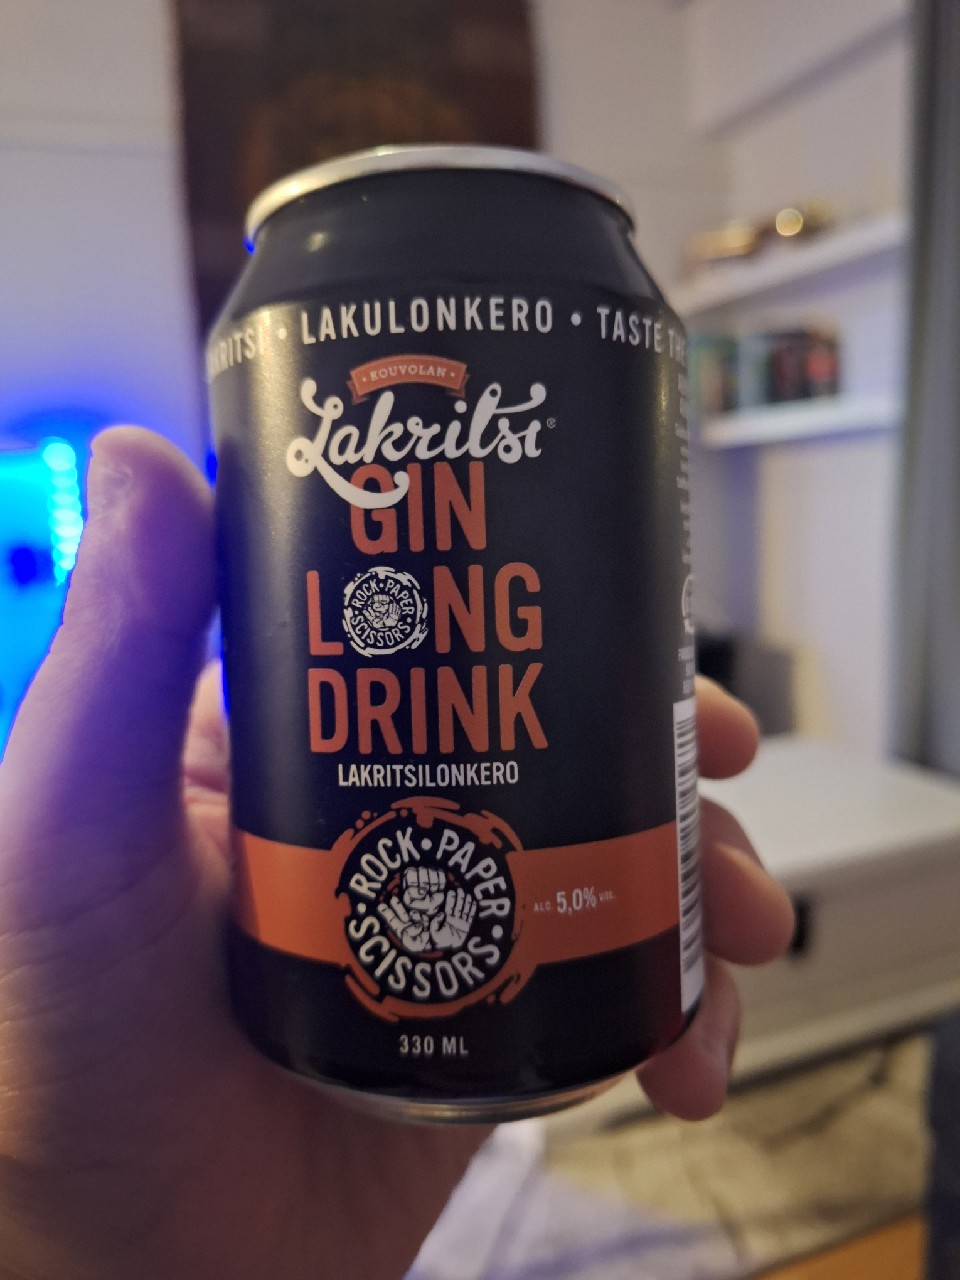 • LAKULONKERO • TASTE THE
• KOUVOLAN •
Lakritsi®
GIN
LONG
ROCK • PAPER SCISSORS
DRINK
LAKRITSILONKERO
• ROCK • PAPER • SCISSORS
ALC. 5,0% VOL.
330 ML